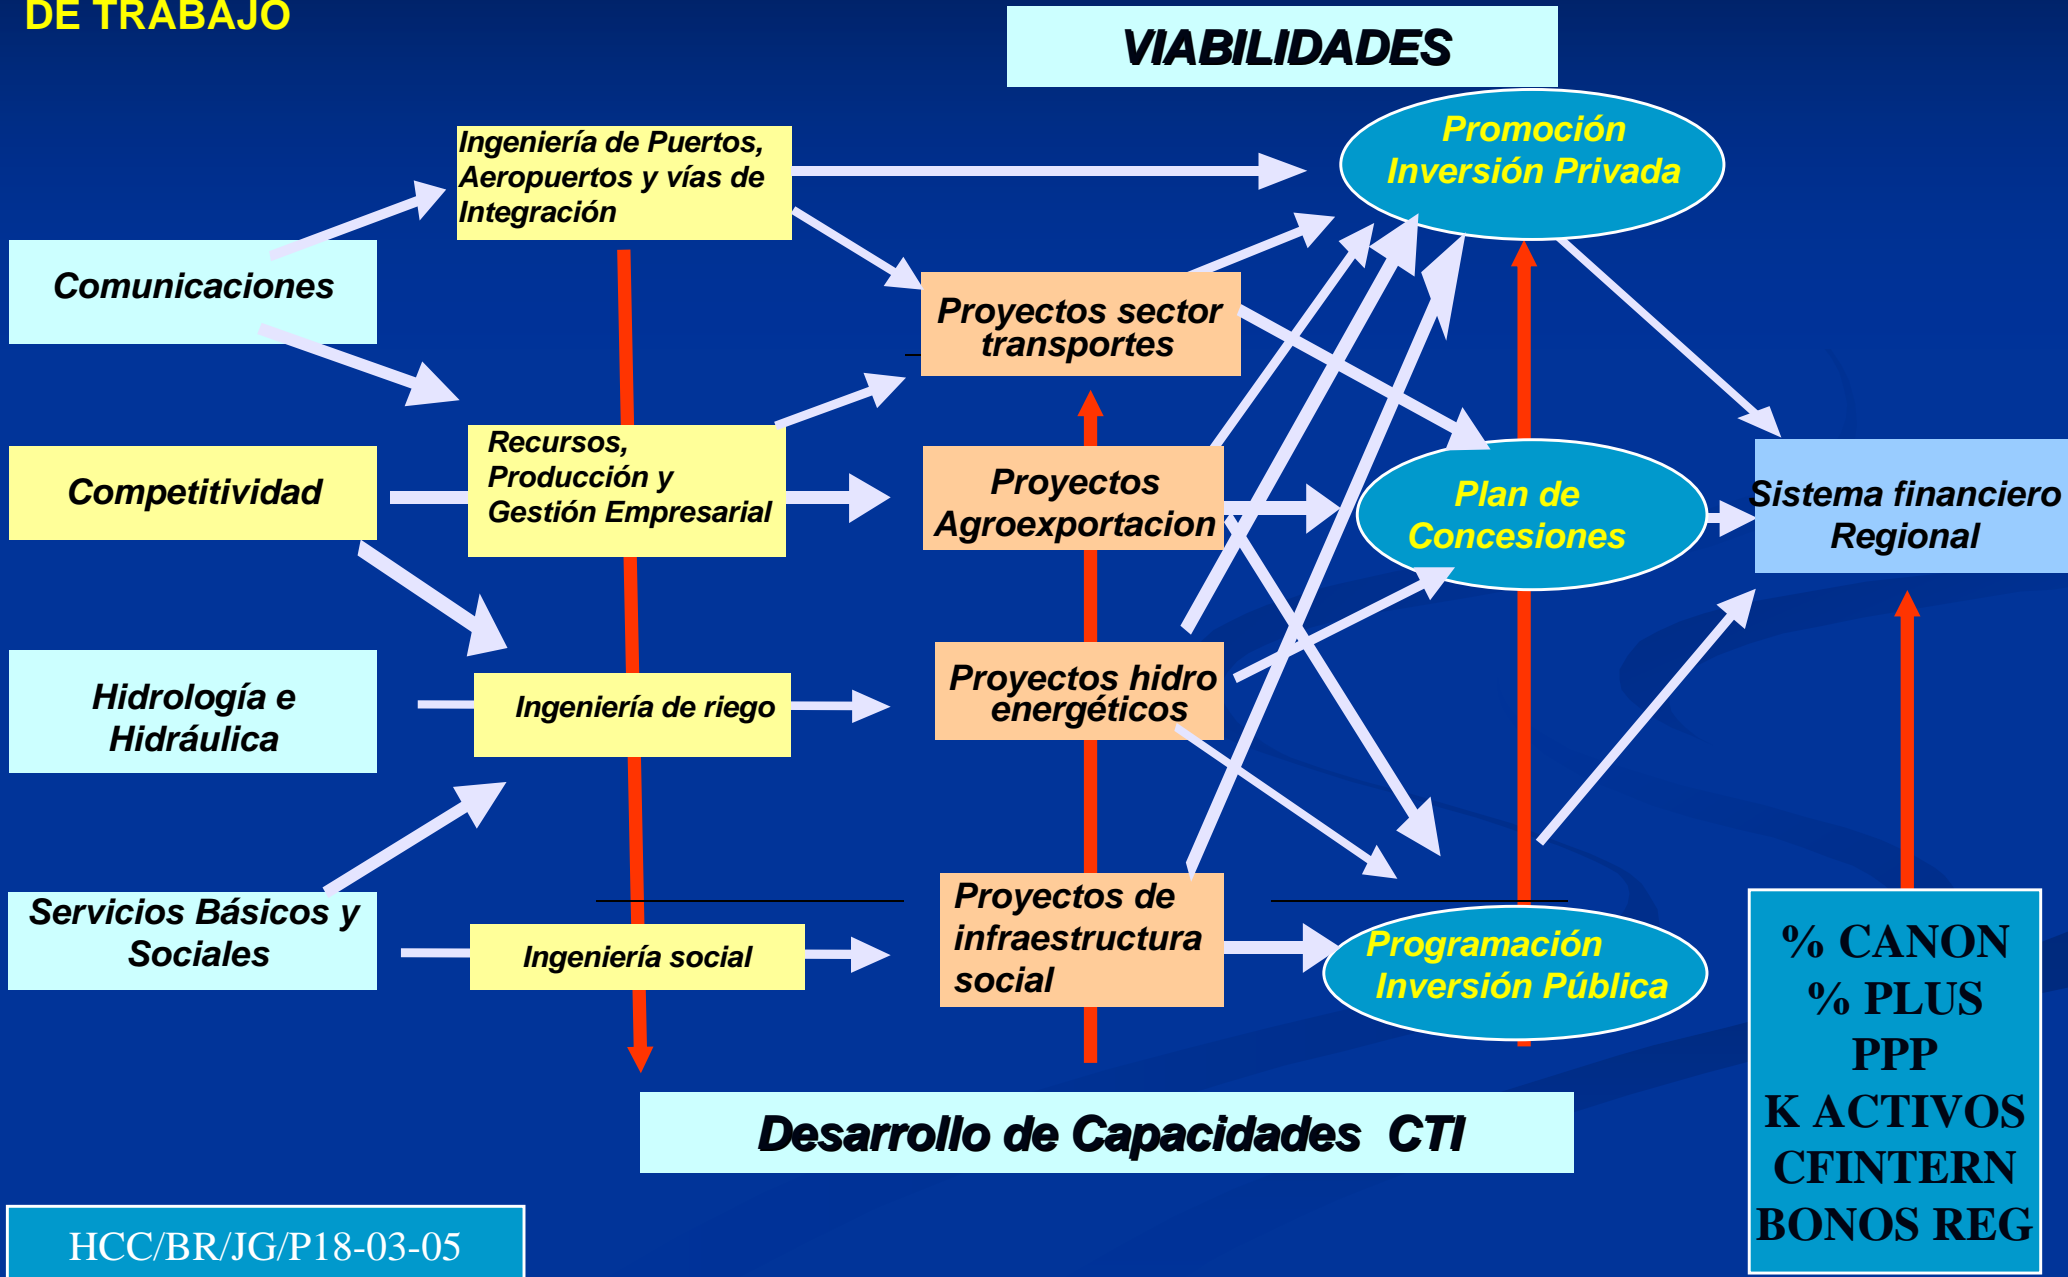 DE TRABAJO
VIABILIDADES
Promoción
Inversión Privada
Ingeniería de Puertos,
Aeropuertos y vías de
Integración
Comunicaciones
Proyectos sector
transportes
Recursos,
Producción y
Gestión Empresarial
Competitividad
Proyectos
Agroexportacion
Plan de
Concesiones
Sistema financiero
Regional
Hidrología e
Hidráulica
Ingeniería de riego
Proyectos hidro
energéticos
Servicios Básicos y
Sociales
Ingeniería social
Proyectos de
infraestructura
social
Programación
Inversión Pública
% CANON
% PLUS
PPP
K ACTIVOS
CFINTERN
BONOS REG
Desarrollo de Capacidades  CTI
HCC/BR/JG/P18-03-05